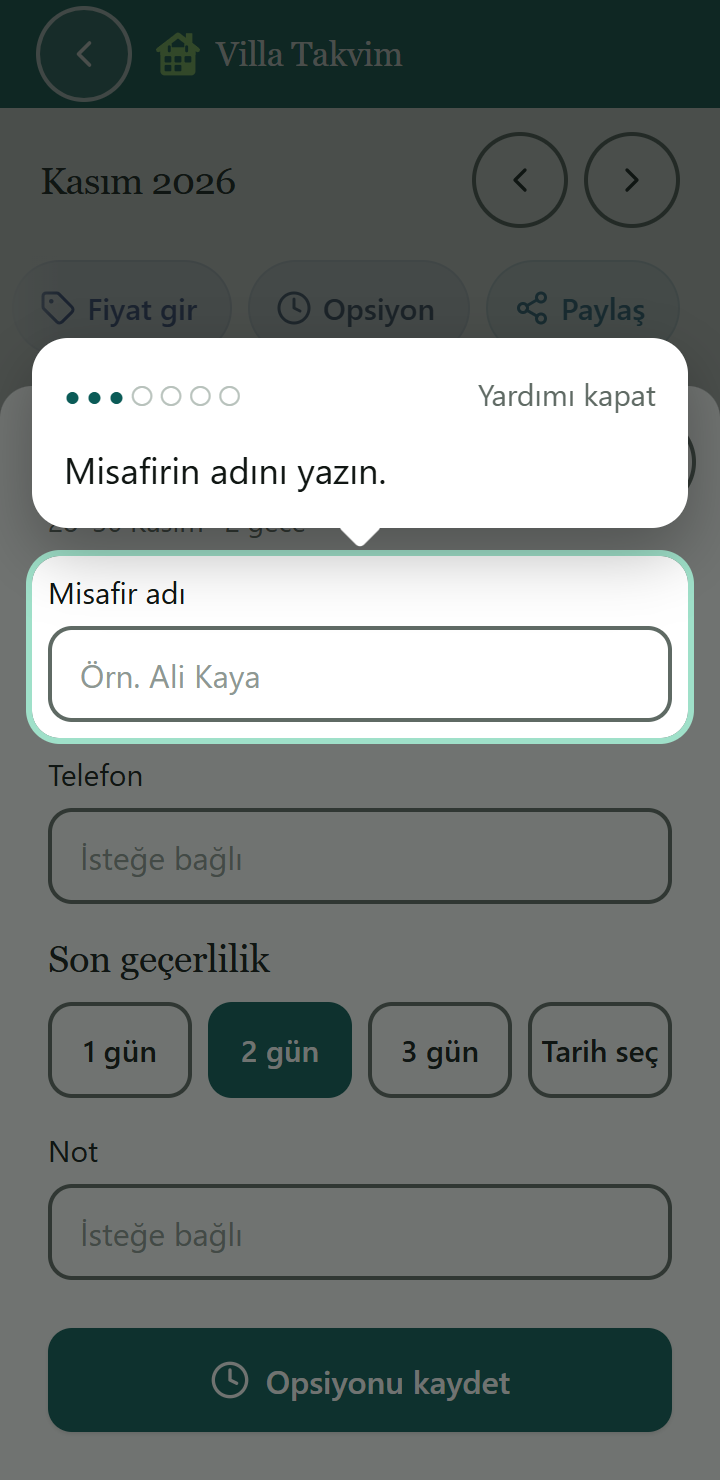 Villa Takvim
Kasım 2026
Fiyat gir
Opsiyon
Paylaş
Yardımı kapat
Misafirin adını yazın.
Misafir adı
Örn. Ali Kaya
Telefon
İsteğe bağlı
Son geçerlilik
1 gün
2 gün
3 gün
Tarih seç
Not
İsteğe bağlı
Opsiyonu kaydet